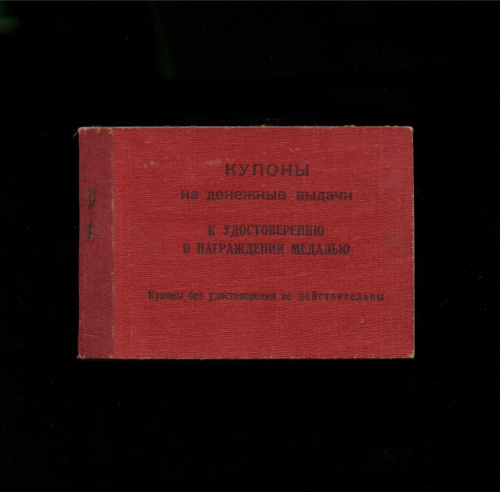 КУПОНЫ
на денежные выдачи
К УДОСТОВЕРЕНИЮ
О НАГРАЖДЕНИИ МЕДАЛЬЮ
Купоны без удостоверения не действительны